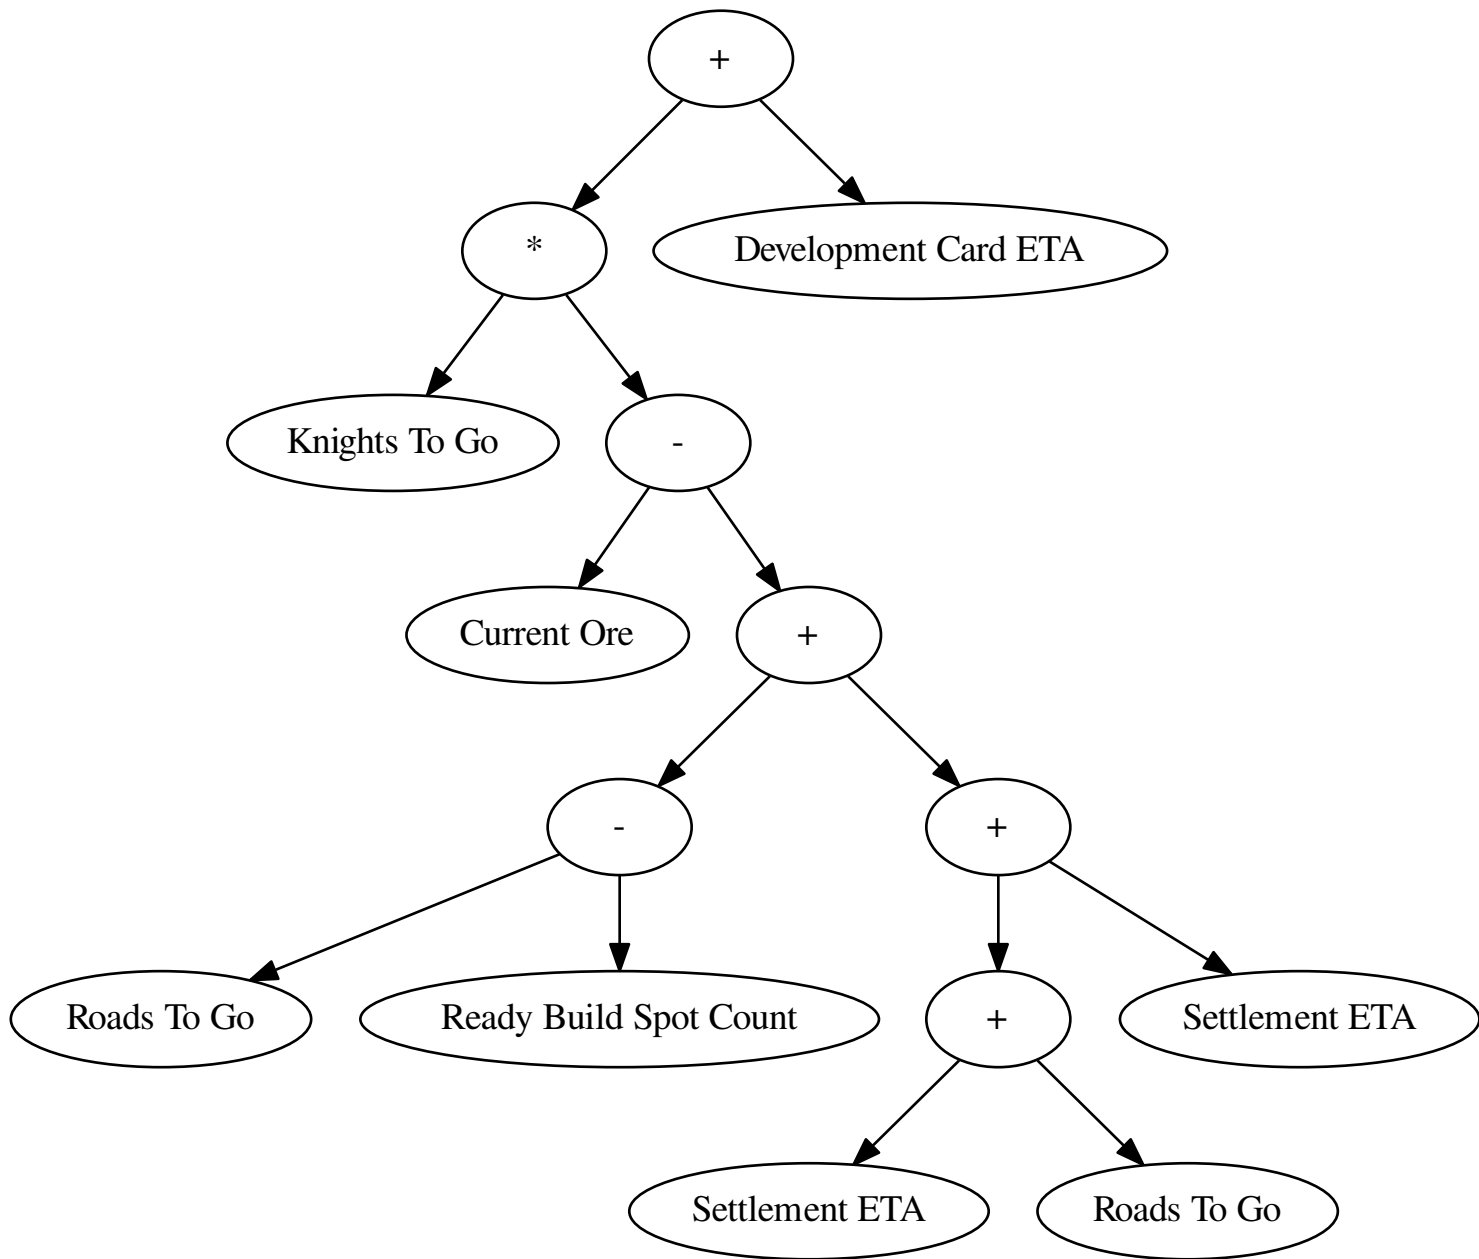 +
*
Development Card ETA
Knights To Go
-
Current Ore
+
-
+
Roads To Go
Ready Build Spot Count
+
Settlement ETA
Settlement ETA
Roads To Go